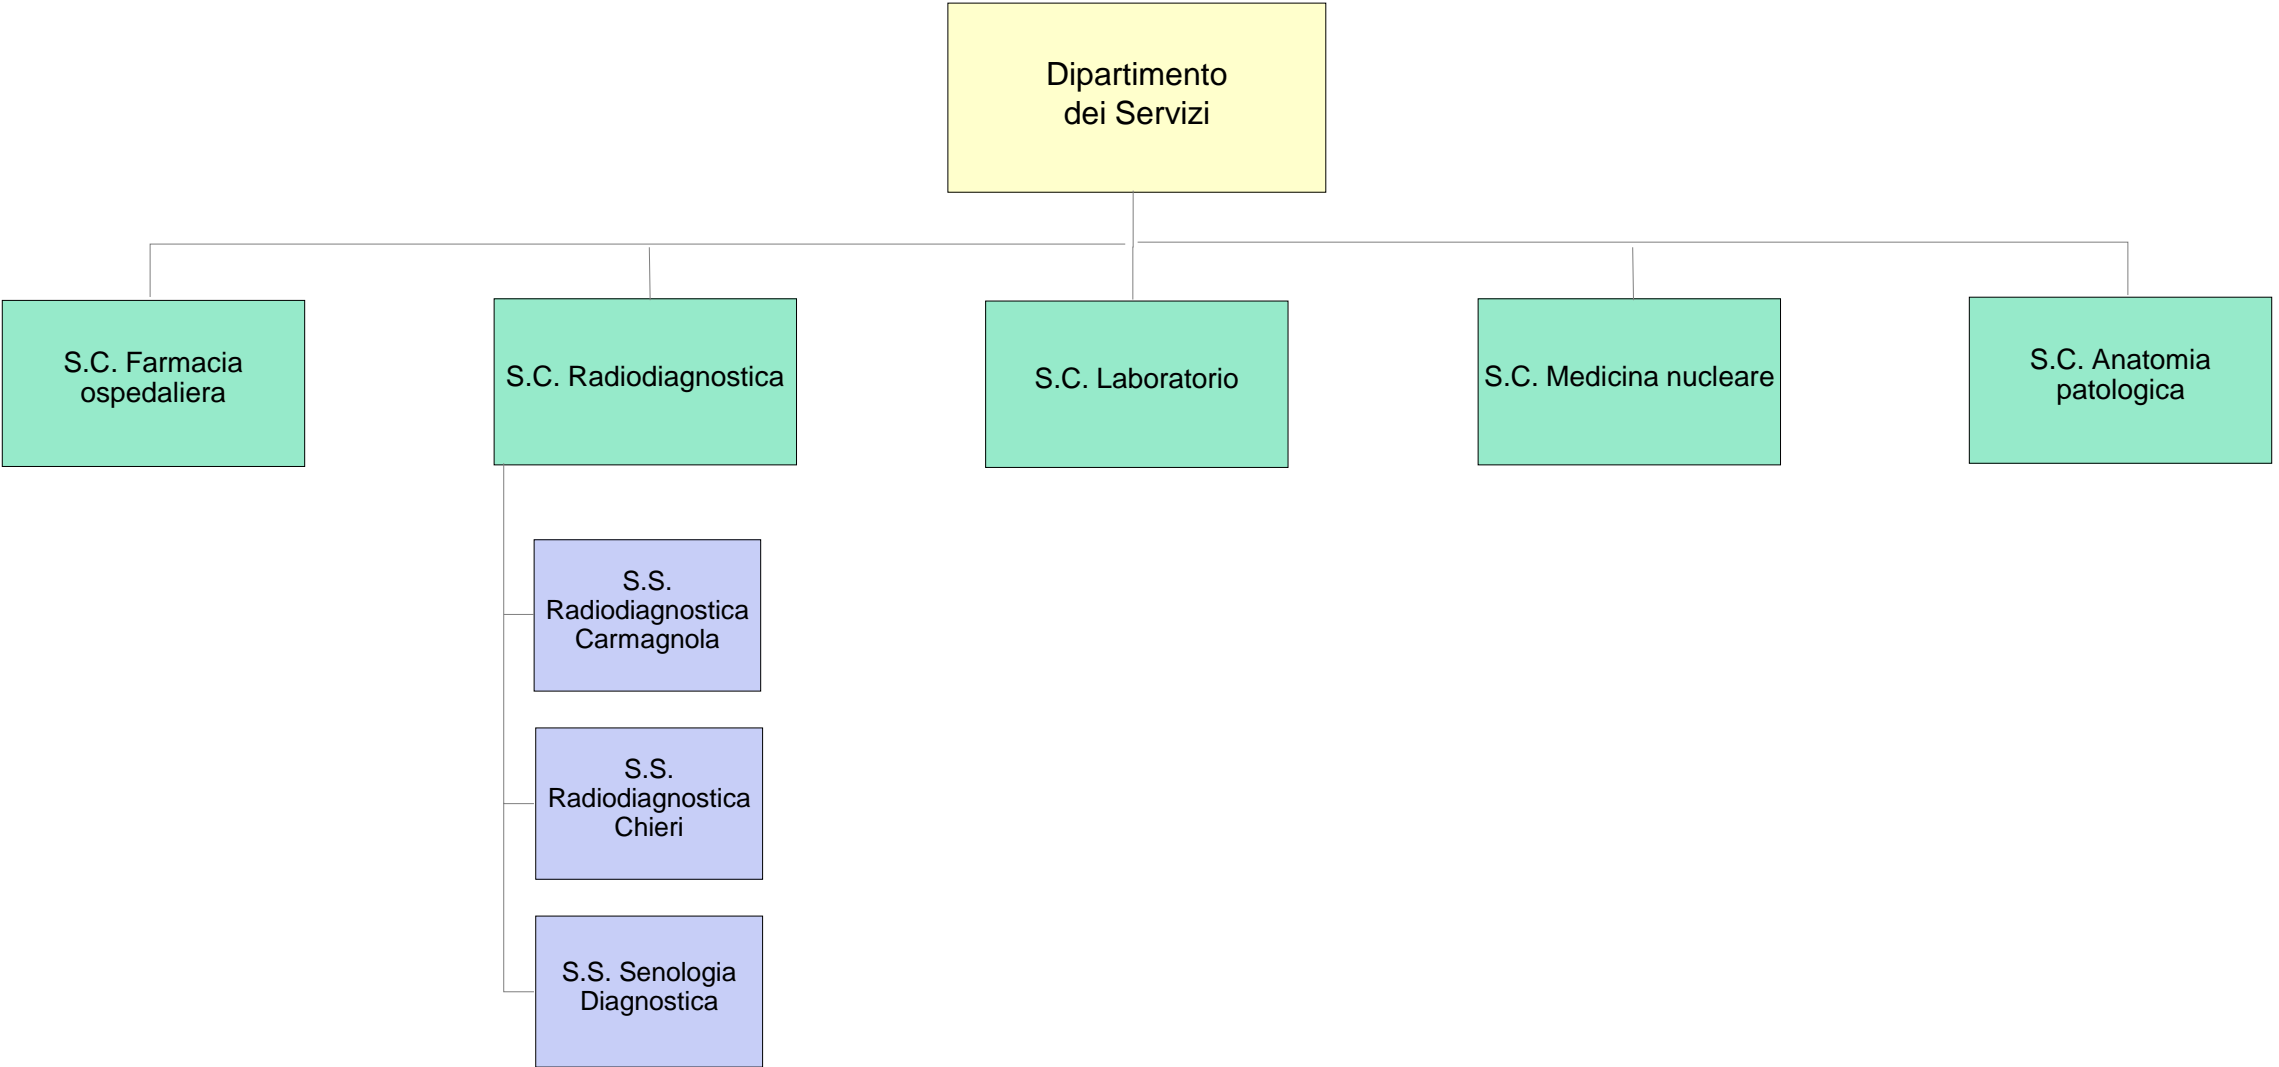 Dipartimento
dei Servizi
S.C. Farmacia
ospedaliera
S.C. Radiodiagnostica
S.C. Laboratorio
S.C. Medicina nucleare
S.C. Anatomia
patologica
S.S.
Radiodiagnostica
Carmagnola
S.S.
Radiodiagnostica
Chieri
S.S. Senologia
Diagnostica